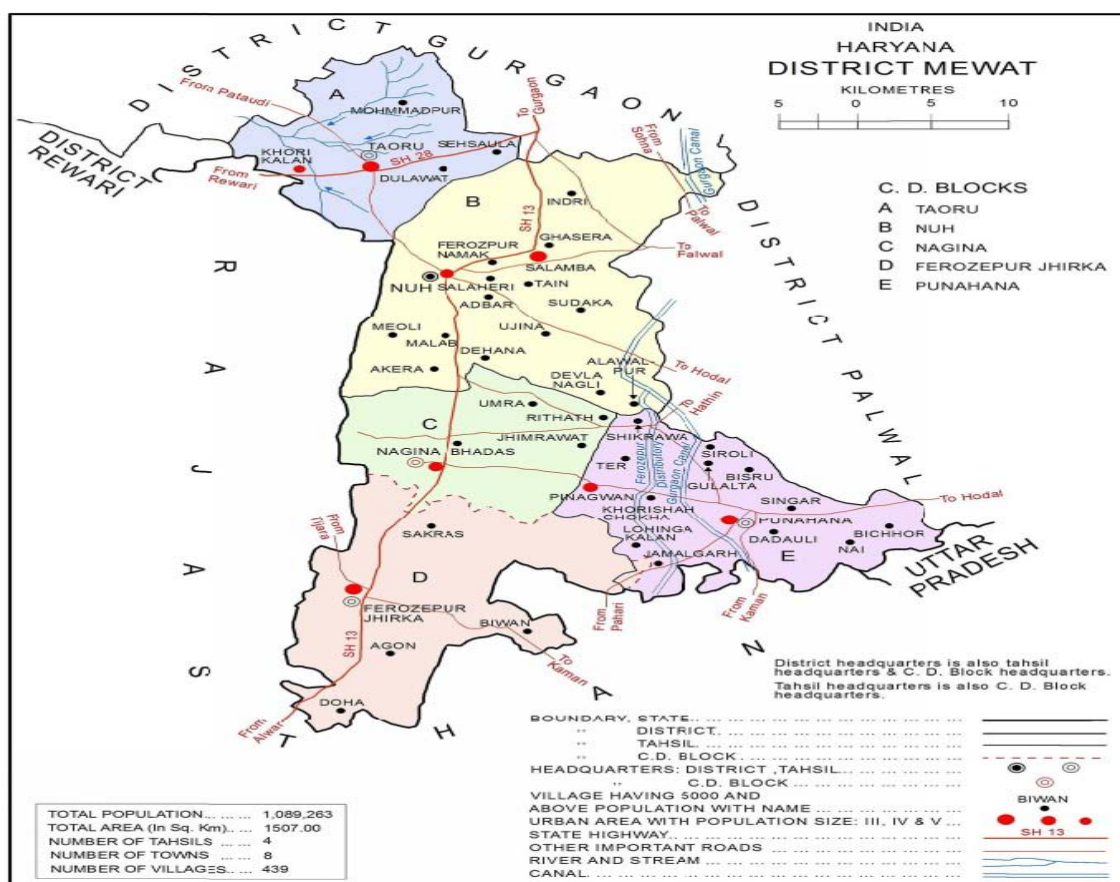 INDIA
HARYANA
DISTRICT MEWAT
KILOMETRES
5 0 5 10
DISTRICT GURGAON
DISTRICT
REWARI
DISTRICT PALWAL
UTTAR
PRADESH
RAJASTHAN
C. D. BLOCKS
A TAORU
B NUH
C NAGINA
D FEROZEPUR JHIRKA
E PUNAHANA
From Pataudi
A
MOHMMADPUR
To
Gurgaon
From
Sohna
Gurgaon Canal
To
Palwal
KHORI
KALAN
TAORU
SEHSAULA
SH 28
From
Rewari
DULAWAT
B
INDRI
SH 13
GHASERA
FEROZPUR
NAMAK
To
Palwal
SALAMBA
NUH
SALAHERI
TAIN
ADBAR
SUDAKA
MEOLI
MALAB
UJINA
DEHANA
ALAWAL-
PUR
To Hodal
AKERA
DEVLA
NAGLI
To
Hathin
UMRA
RITHATH
C
JHIMRAWAT
SHIKRAWA
NAGINA
BHADAS
TER
Ferozepur
Distributory
Gurgaon Canal
SIROLI
BISRU
GULALTA
PINAGWAN
SINGAR
To Hodal
KHORISHAH
CHOKHA
PUNAHANA
From
Tijara
SAKRAS
LOHINGA
KALAN
DADAULI
BICHHOR
NAI
E
JAMALGARH
D
FEROZEPUR
JHIRKA
From
Pahari
From
Kaman
BIWAN
SH 13
AGON
To
Kaman
DOHA
From
Alwar
District headquarters is also tahsil
headquarters & C. D. Block headquarters.
Tahsil headquarters is also C. D. Block
headquarters.
BOUNDARY, STATE
" DISTRICT
" TAHSIL
" C.D. BLOCK
HEADQUARTERS: DISTRICT ,TAHSIL
" C.D. BLOCK
VILLAGE HAVING 5000 AND
ABOVE POPULATION WITH NAME BIWAN
URBAN AREA WITH POPULATION SIZE: III, IV & V
STATE HIGHWAY SH 13
OTHER IMPORTANT ROADS
RIVER AND STREAM
CANAL
TOTAL POPULATION 1,089,263
TOTAL AREA (In Sq. Km) 1507.00
NUMBER OF TAHSILS 4
NUMBER OF TOWNS 8
NUMBER OF VILLAGES 439